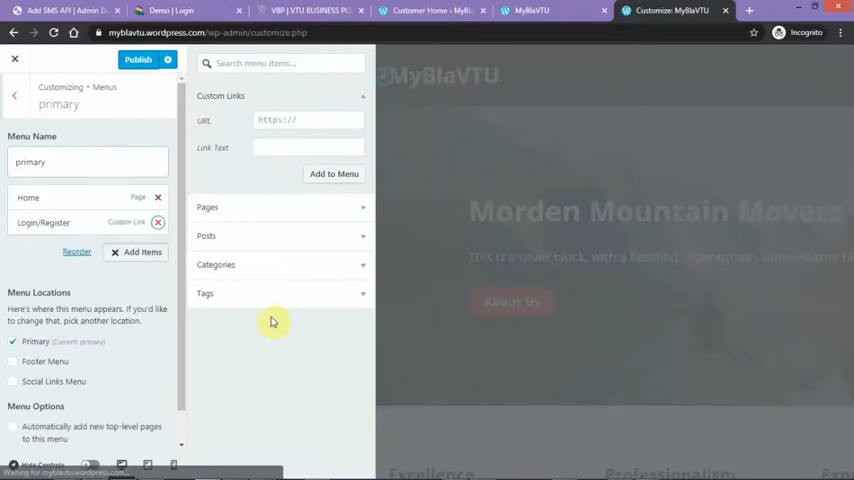 Add SMS API | Admin D
Demo | Login
VBP | VTU BUSINESS PO
Customer Home ‹ MyBl
MyBlaVTU
Customize: MyBlaVTU
myblavtu.wordpress.com/wp-admin/customize.php
Incognito
Publish
Customizing ‣ Menus
primary
Menu Name
primary
Home
Page
Login/Register
Custom Link
Reorder
Add Items
Menu Locations
Here's where this menu appears. If you'd like to change that, pick another location.
Primary (Current primary)
Footer Menu
Social Links Menu
Menu Options
Automatically add new top-level pages
to this menu
Hide Controls
Waiting for myblavtu.wordpress.com...
Search menu items...
Custom Links
URL
https://
Link Text
Add to Menu
Pages
Posts
Categories
Tags
MyBlaVTU
Morden Mountain Movers
This is a cover block, with a heading
button bl
About Us
Excellence
Professionalism